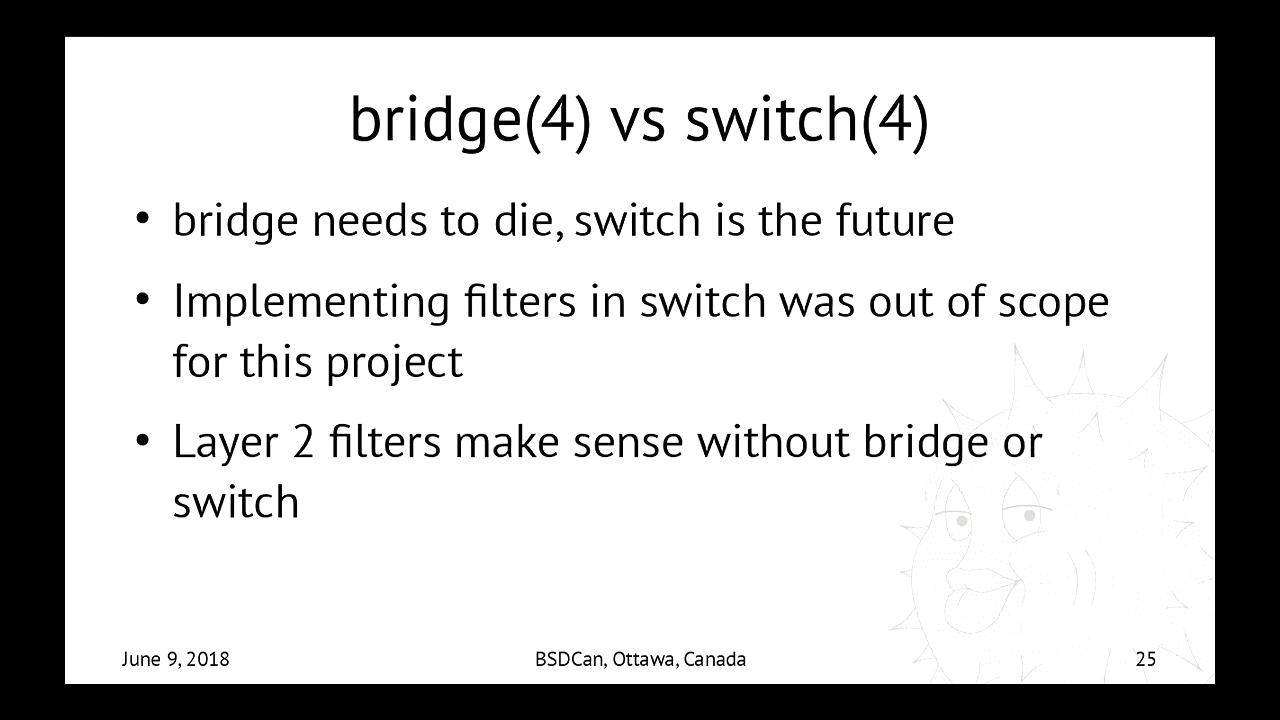 bridge(4) vs switch(4)
• bridge needs to die, switch is the future
• Implementing filters in switch was out of scope
for this project
• Layer 2 filters make sense without bridge or
switch
June 9, 2018
BSDCan, Ottawa, Canada
25